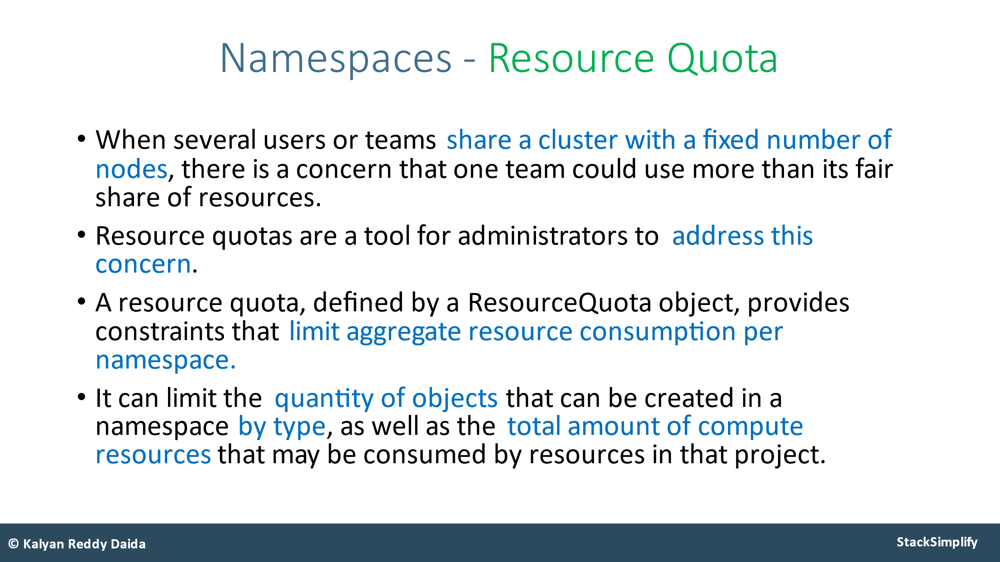 Namespaces - Resource Quota
• When several users or teams share a cluster with a fixed number of
nodes, there is a concern that one team could use more than its fair
share of resources.
• Resource quotas are a tool for administrators to address this
concern.
• A resource quota, defined by a ResourceQuota object, provides
constraints that limit aggregate resource consumption per
namespace.
• It can limit the quantity of objects that can be created in a
namespace by type, as well as the total amount of compute
resources that may be consumed by resources in that project.
© Kalyan Reddy Daida
StackSimplify